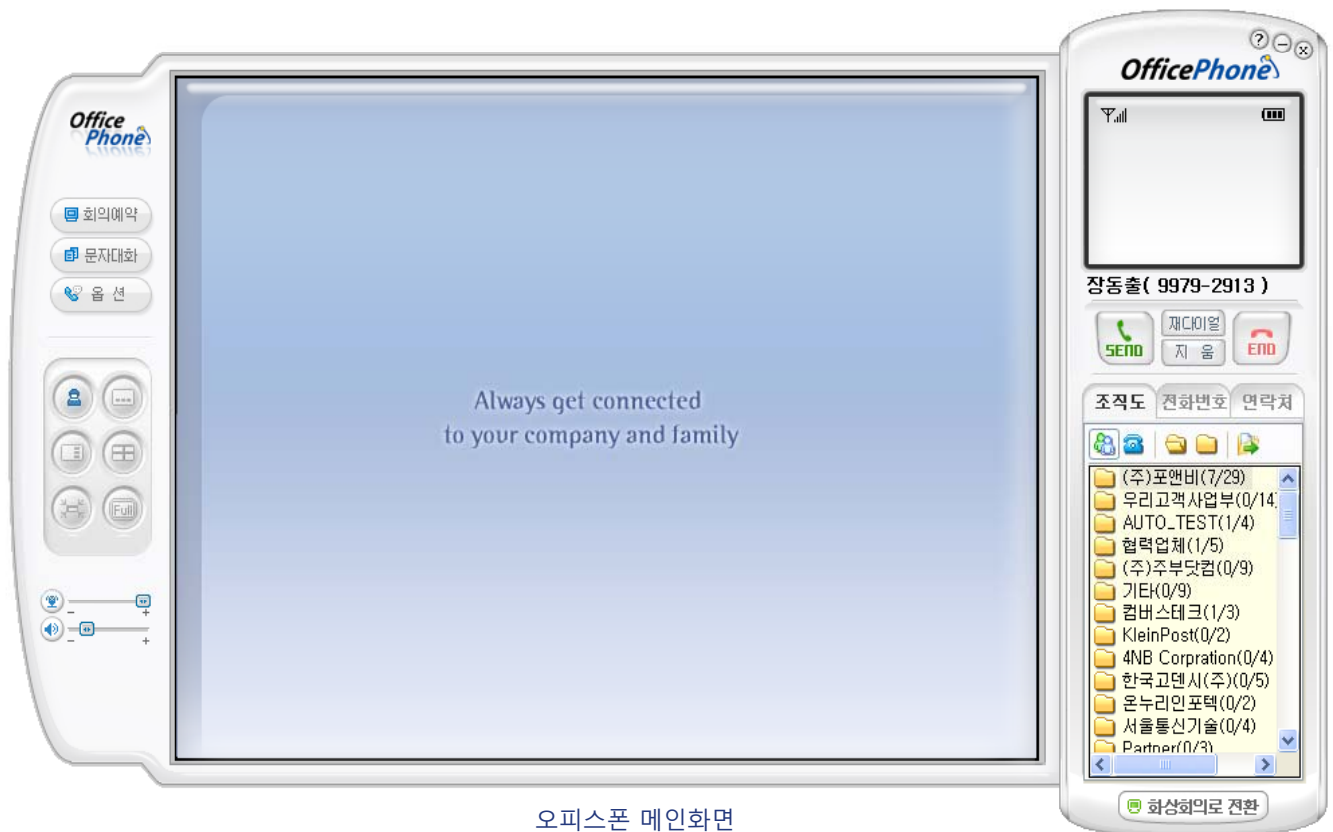 Office
Phone
회의예약
문자대화
옵 션
Full
- +
- +
Always get connected
to your company and family
? - x
OfficePhone
장동출( 9979-2913 )
SEND
재다이얼
지 움
END
조직도 전화번호 연락처
(주)포앤비(7/29)
우리고객사업부(0/14)
AUTO_TEST(1/4)
협력업체(1/5)
(주)주부닷컴(0/9)
기타(0/9)
컴버스테크(1/3)
KleinPost(0/2)
4NB Corpration(0/4)
한국고덴시(주)(0/5)
온누리인포텍(0/2)
서울통신기술(0/4)
Partner(0/3)
화상회의로 전환
오피스폰 메인화면